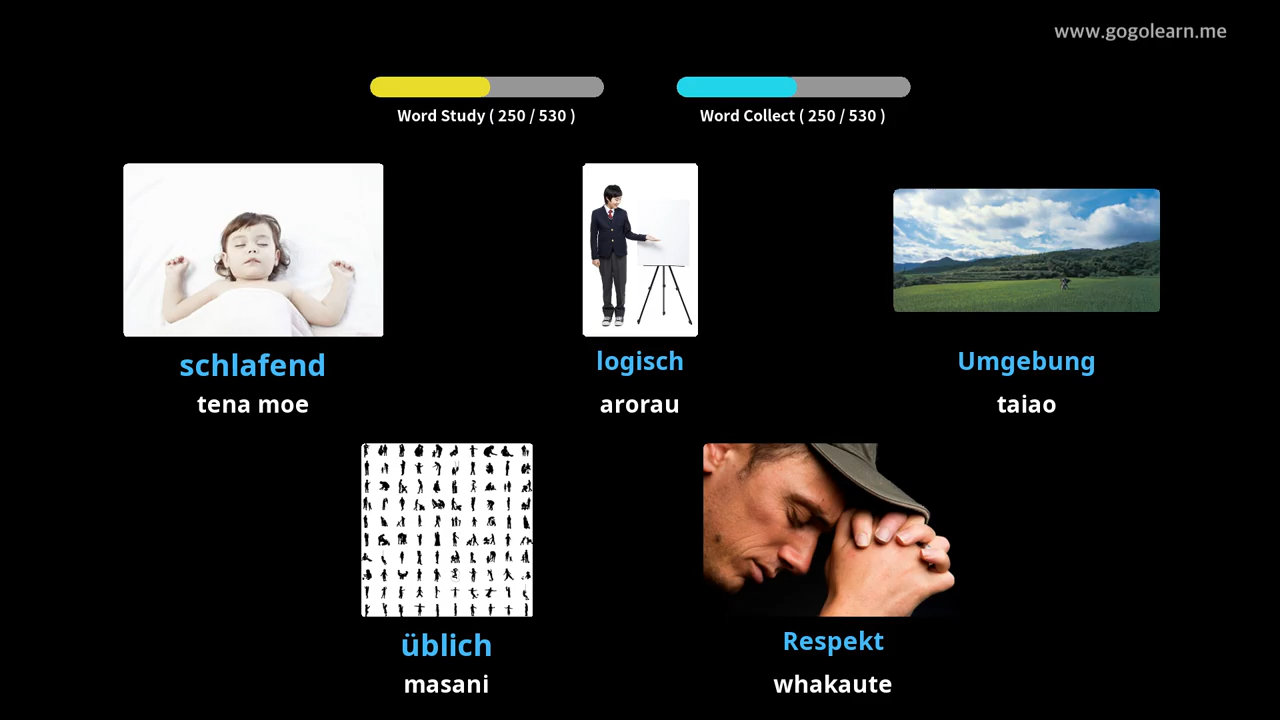 www.gogolearn.me
Word Study ( 250 / 530 )
Word Collect ( 250 / 530 )
schlafend
tena moe
logisch
arorau
Umgebung
taiao
üblich
masani
Respekt
whakaute